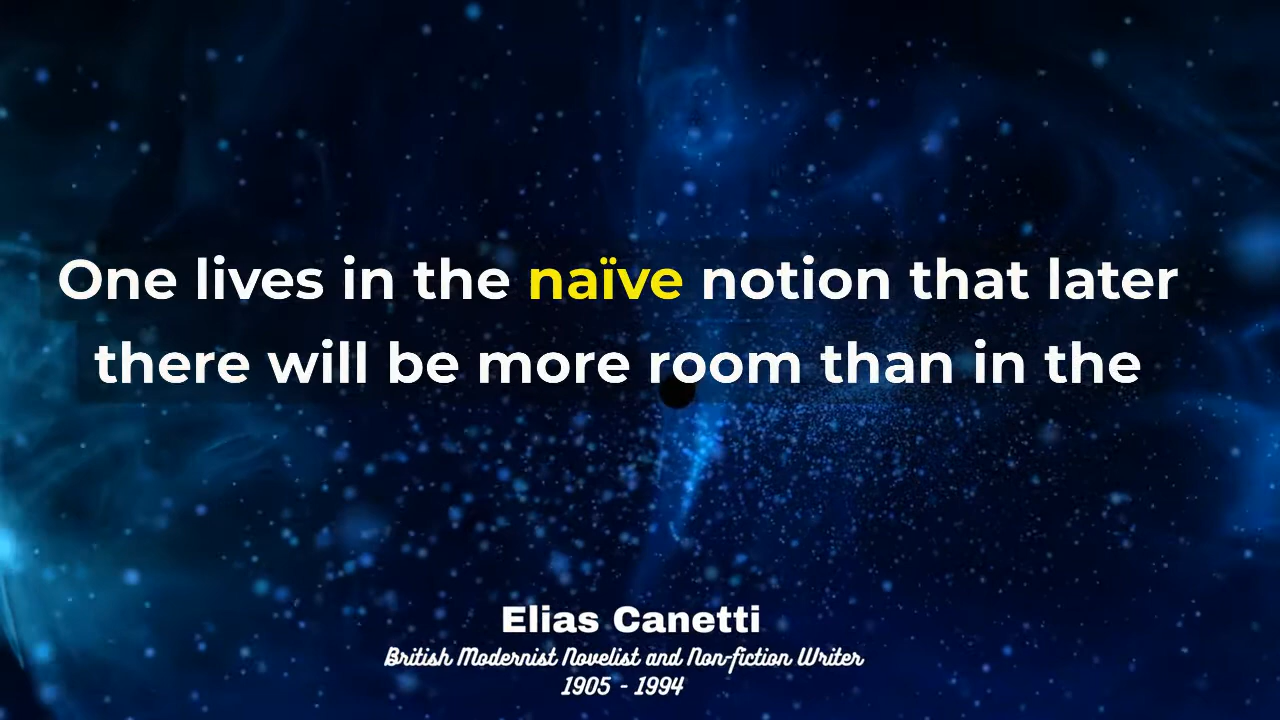 One lives in the naïve notion that later
there will be more room than in the
Elias Canetti
British Modernist Novelist and Non-fiction Writer
1905 - 1994